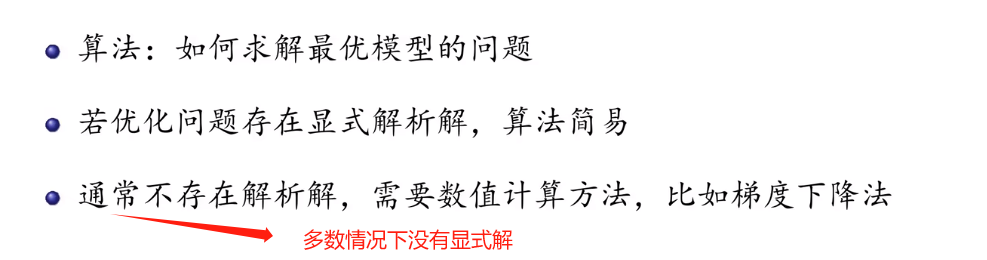 算法：如何求解最优模型的问题
若优化问题存在显式解析解，算法简易
通常不存在解析解，需要数值计算方法，比如梯度下降法
多数情况下没有显式解